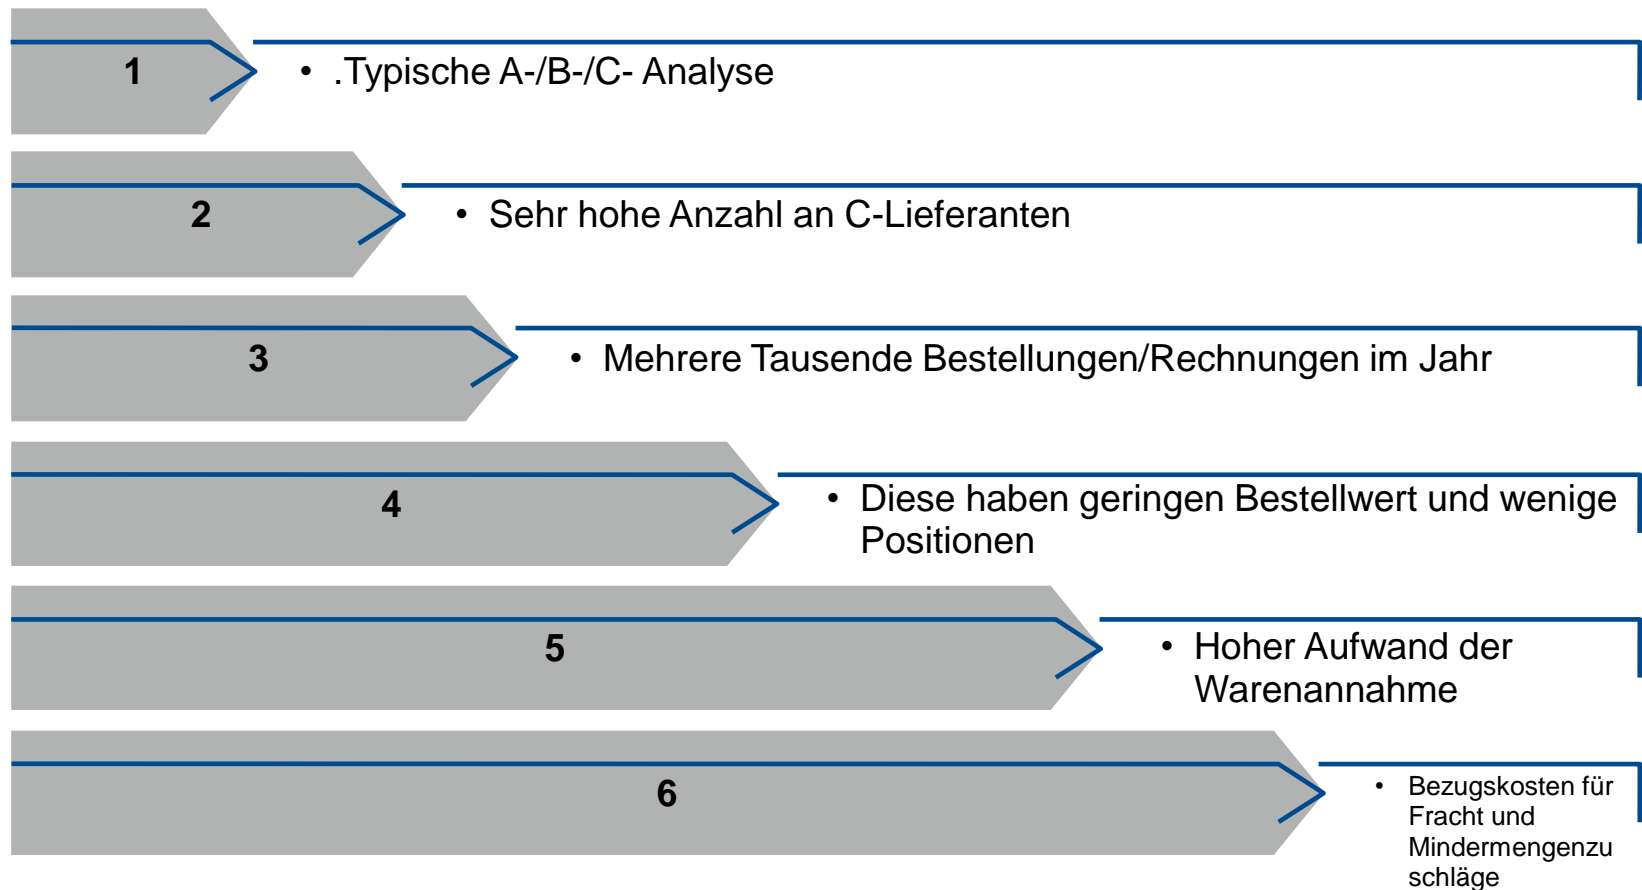 1
• .Typische A-/B-/C- Analyse
2
• Sehr hohe Anzahl an C-Lieferanten
3
• Mehrere Tausende Bestellungen/Rechnungen im Jahr
4
• Diese haben geringen Bestellwert und wenige
Positionen
5
• Hoher Aufwand der
Warenannahme
6
• Bezugskosten für
Fracht und
Mindermengenzu
schläge